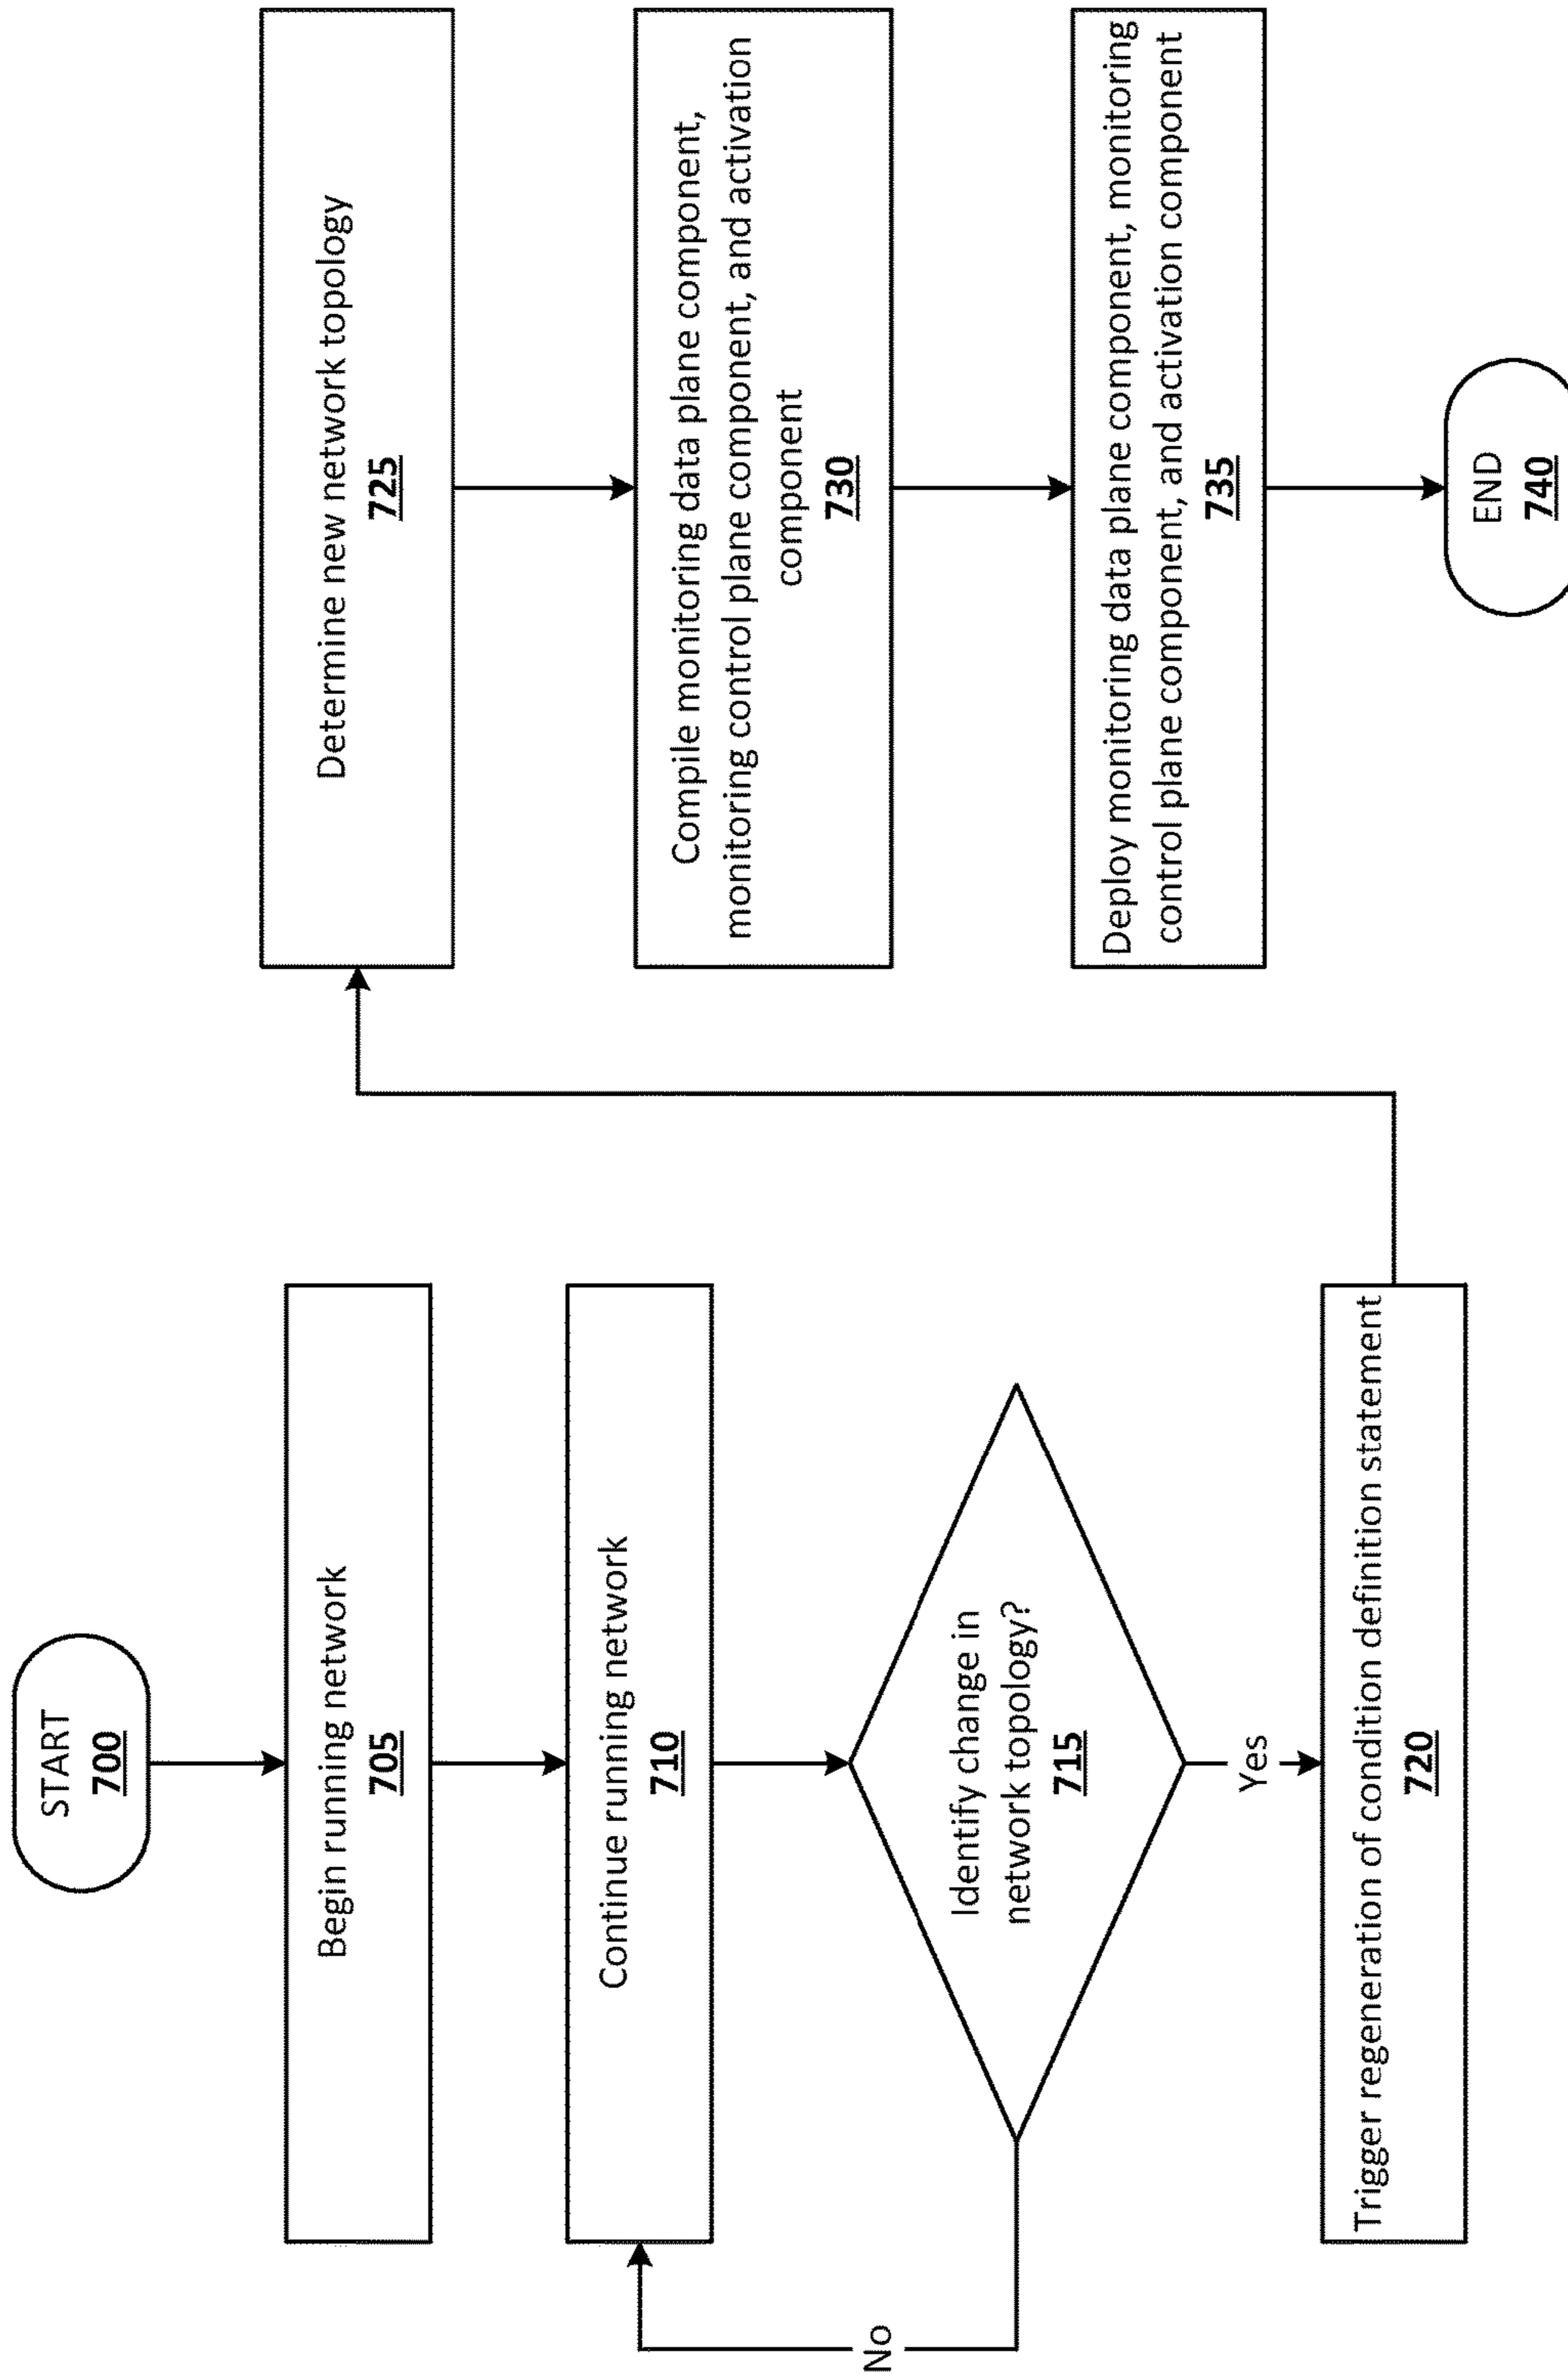 START
700
Begin running network
705
Continue running network
710
Identify change in
network topology?
715
No
Yes
Trigger regeneration of condition definition statement
720
Determine new network topology
725
Compile monitoring data plane component,
monitoring control plane component, and activation
component
730
Deploy monitoring data plane component, monitoring
control plane component, and activation component
735
END
740